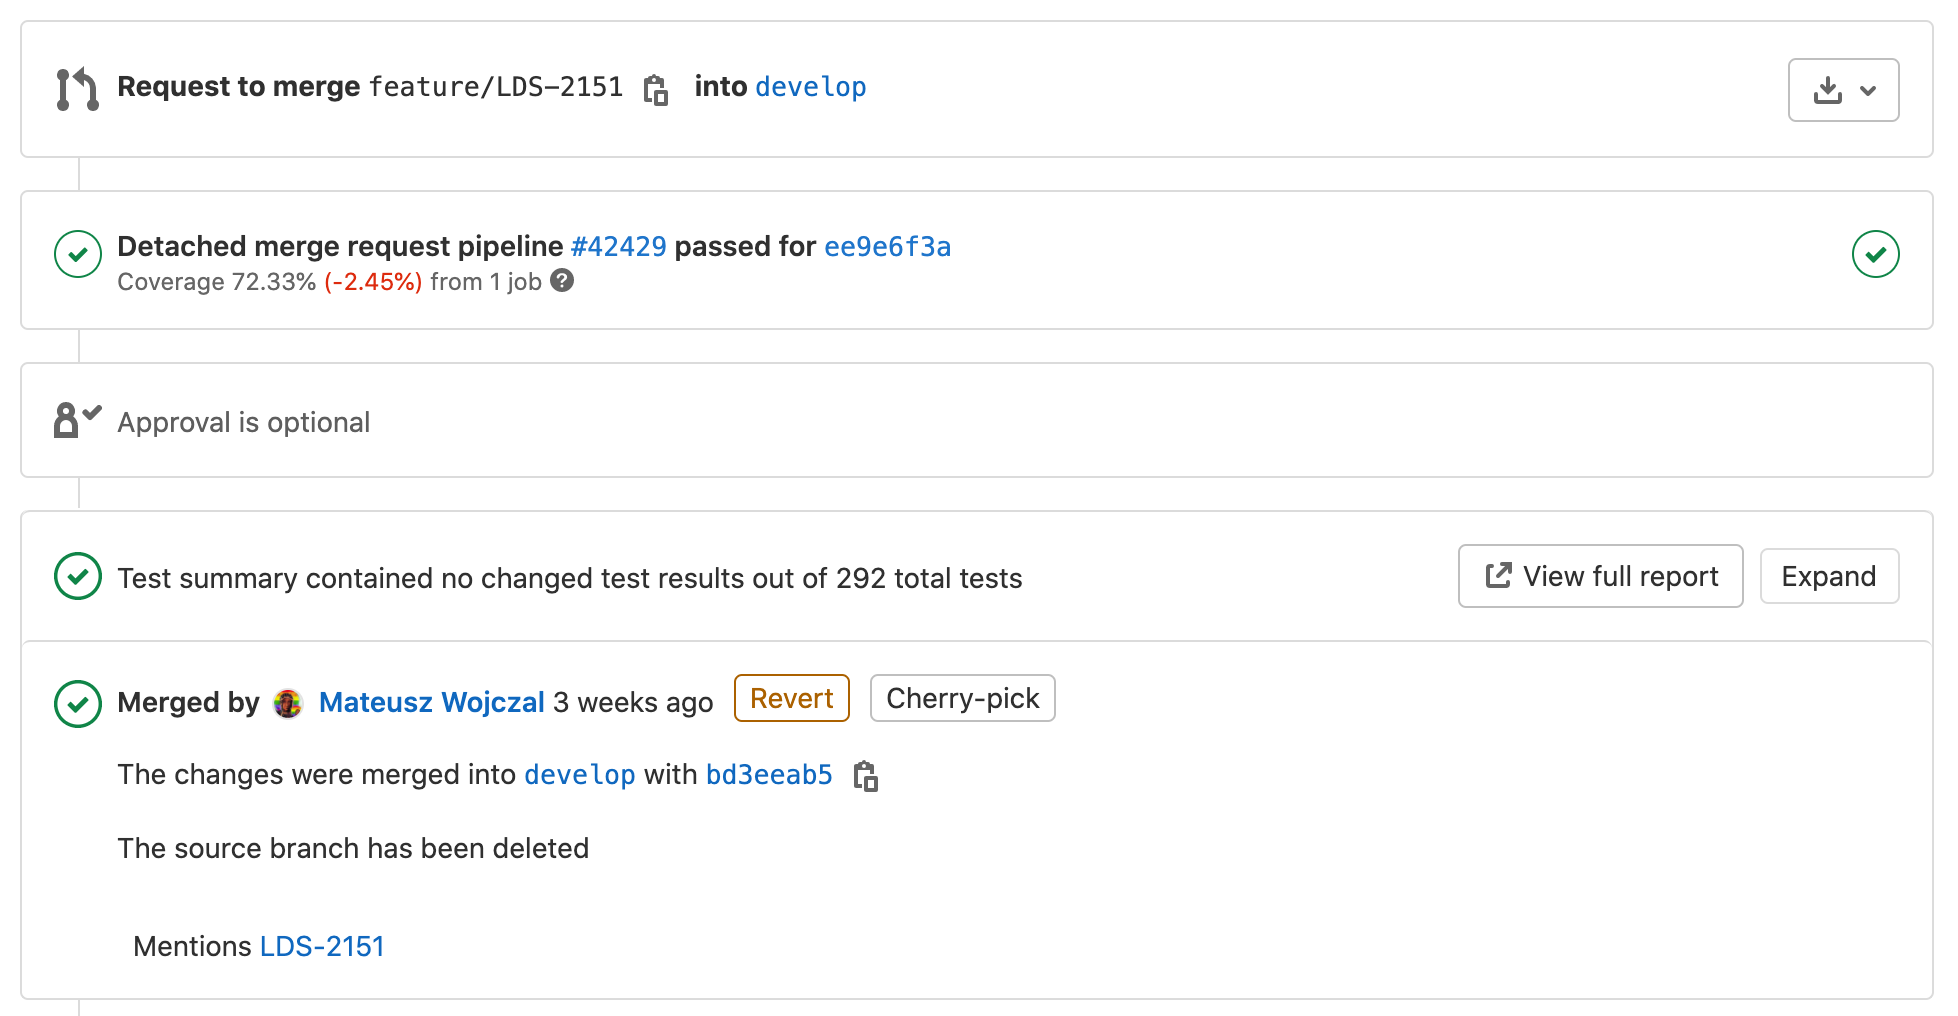 Request to merge feature/LDS-2151 into develop
Detached merge request pipeline #42429 passed for ee9e6f3a
Coverage 72.33% (-2.45%) from 1 job ?
Approval is optional
Test summary contained no changed test results out of 292 total tests View full report Expand
Merged by Mateusz Wojczal 3 weeks ago Revert Cherry-pick
The changes were merged into develop with bd3eeab5
The source branch has been deleted
Mentions LDS-2151